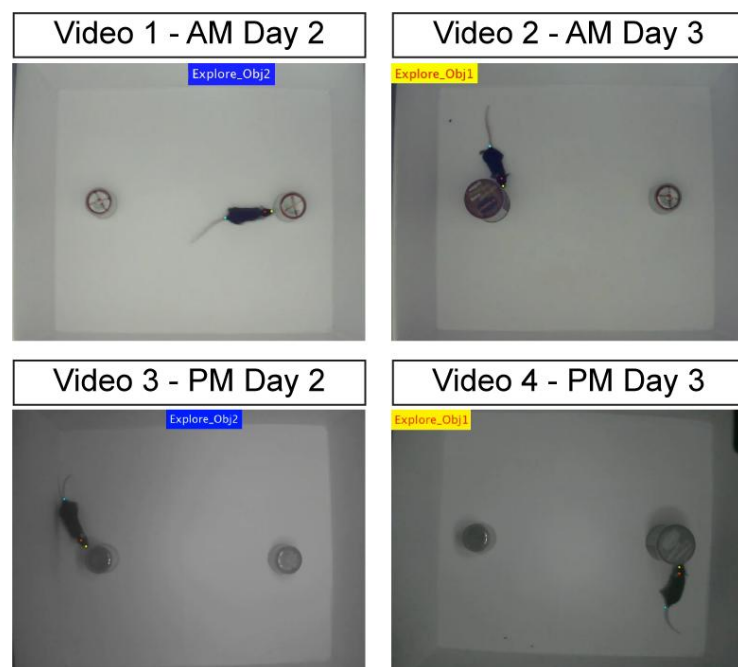 Video 1 - AM Day 2
Video 2 - AM Day 3
Explore_Obj2
Explore_Obj1
Video 3 - PM Day 2
Video 4 - PM Day 3
Explore_Obj2
Explore_Obj1